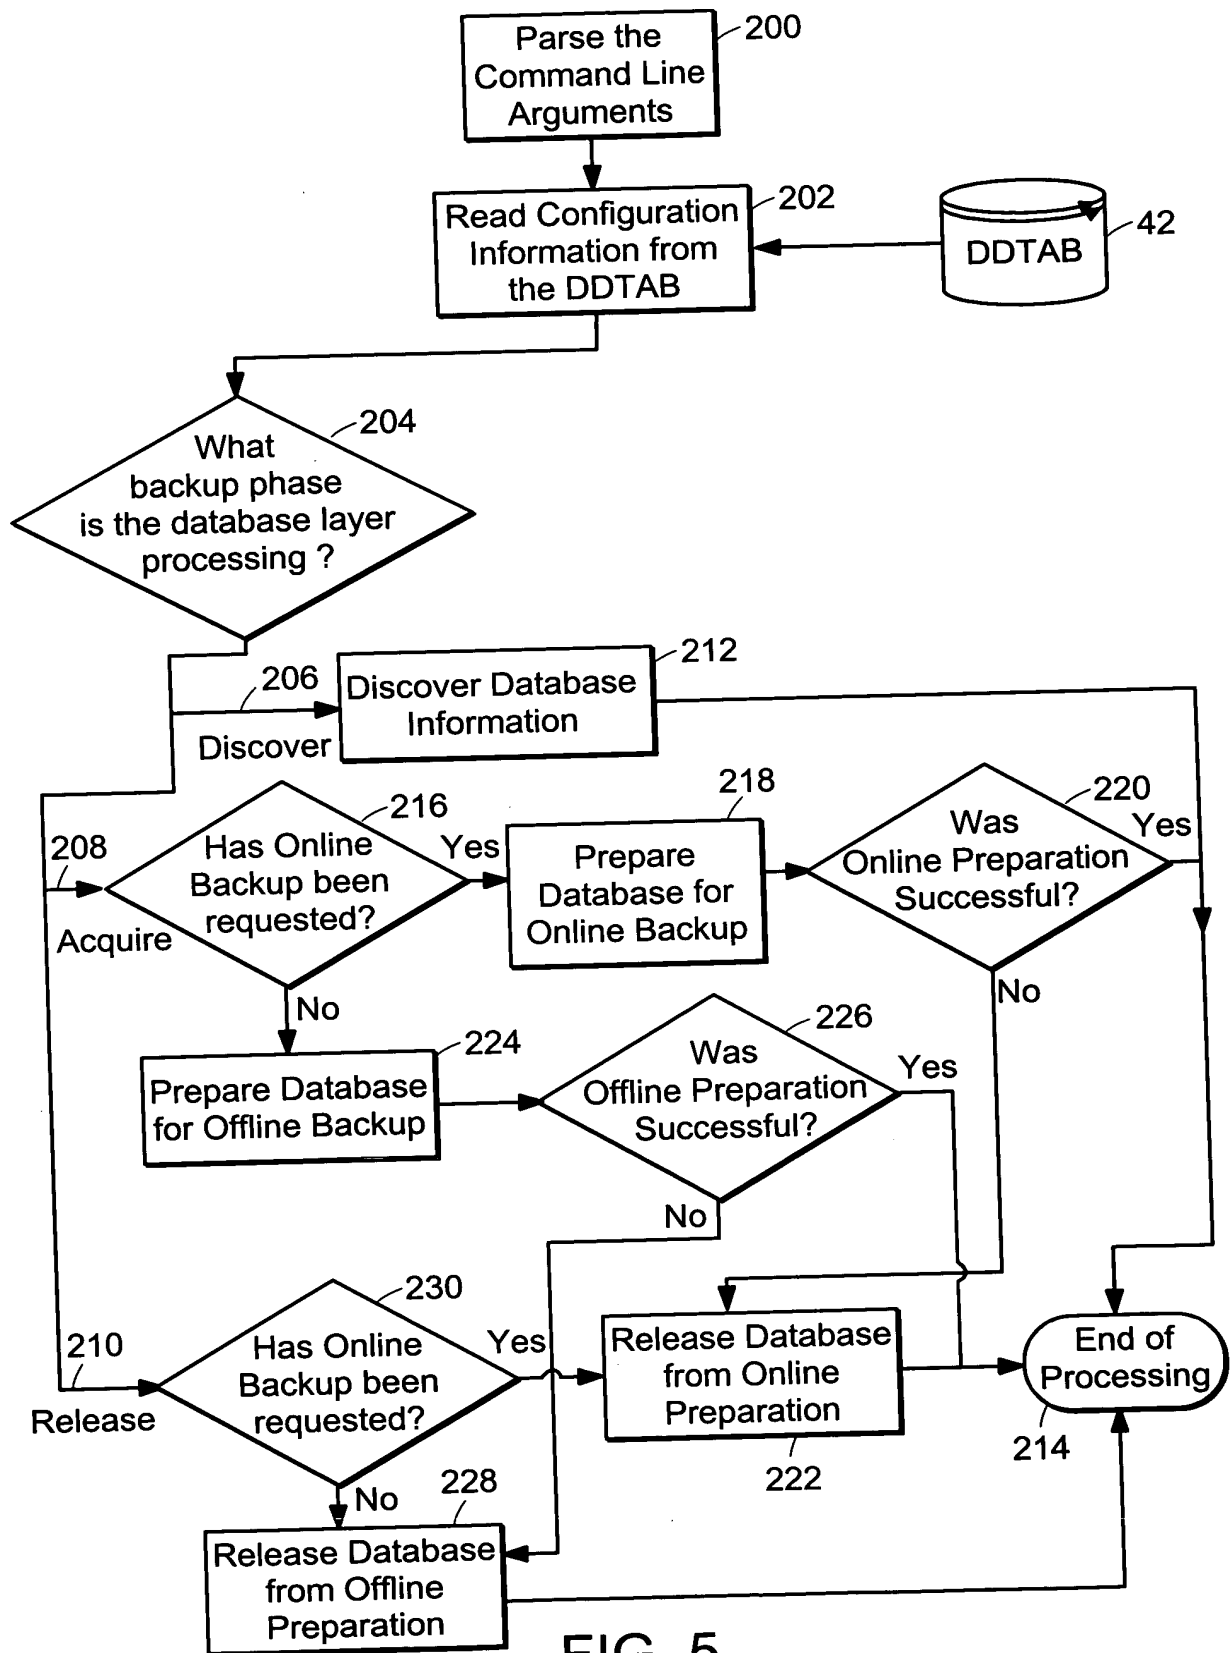 Parse the
Command Line
Arguments
200
Read Configuration
Information from
the DDTAB
202
DDTAB
42
What
backup phase
is the database layer
processing ?
204
206
Discover
Discover Database
Information
212
208
Acquire
Has Online
Backup been
requested?
216
Yes
Prepare
Database for
Online Backup
218
Was
Online Preparation
Successful?
220
Yes
No
No
Prepare Database
for Offline Backup
224
Was
Offline Preparation
Successful?
226
Yes
No
210
Release
Has Online
Backup been
requested?
230
Yes
Release Database
from Online
Preparation
222
End of
Processing
214
No
Release Database
from Offline
Preparation
228
FIG. 5